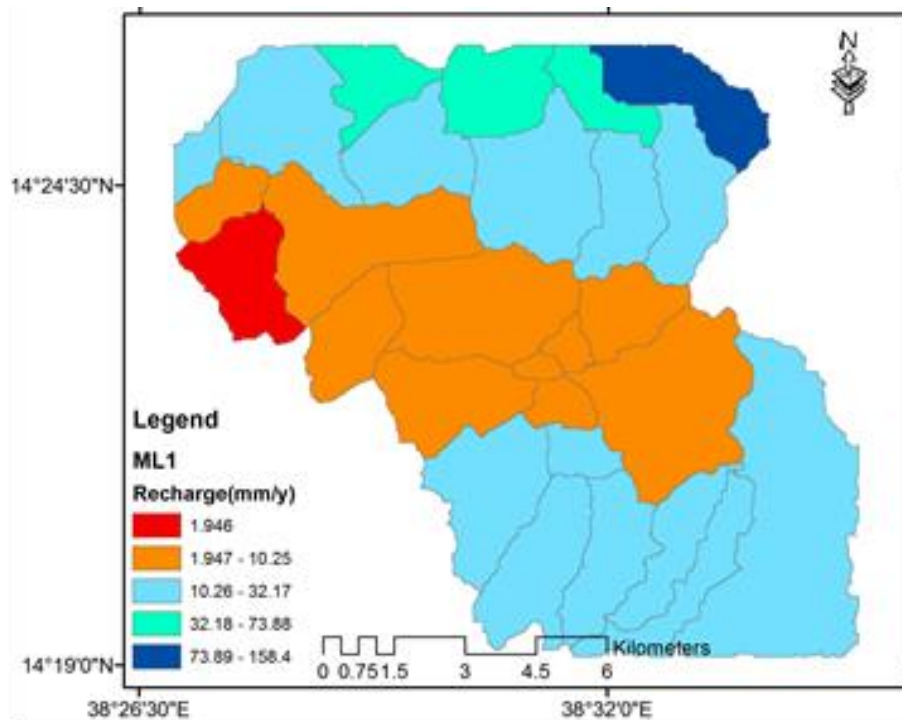 N
14°24'30"N
Legend
ML1
Recharge(mm/y)
1.946
1.947 - 10.25
10.26 - 32.17
32.18 - 73.88
73.89 - 158.4
Kilometers
0 0.75 1.5 3 4.5 6
14°19'0"N
38°26'30"E 38°32'0"E